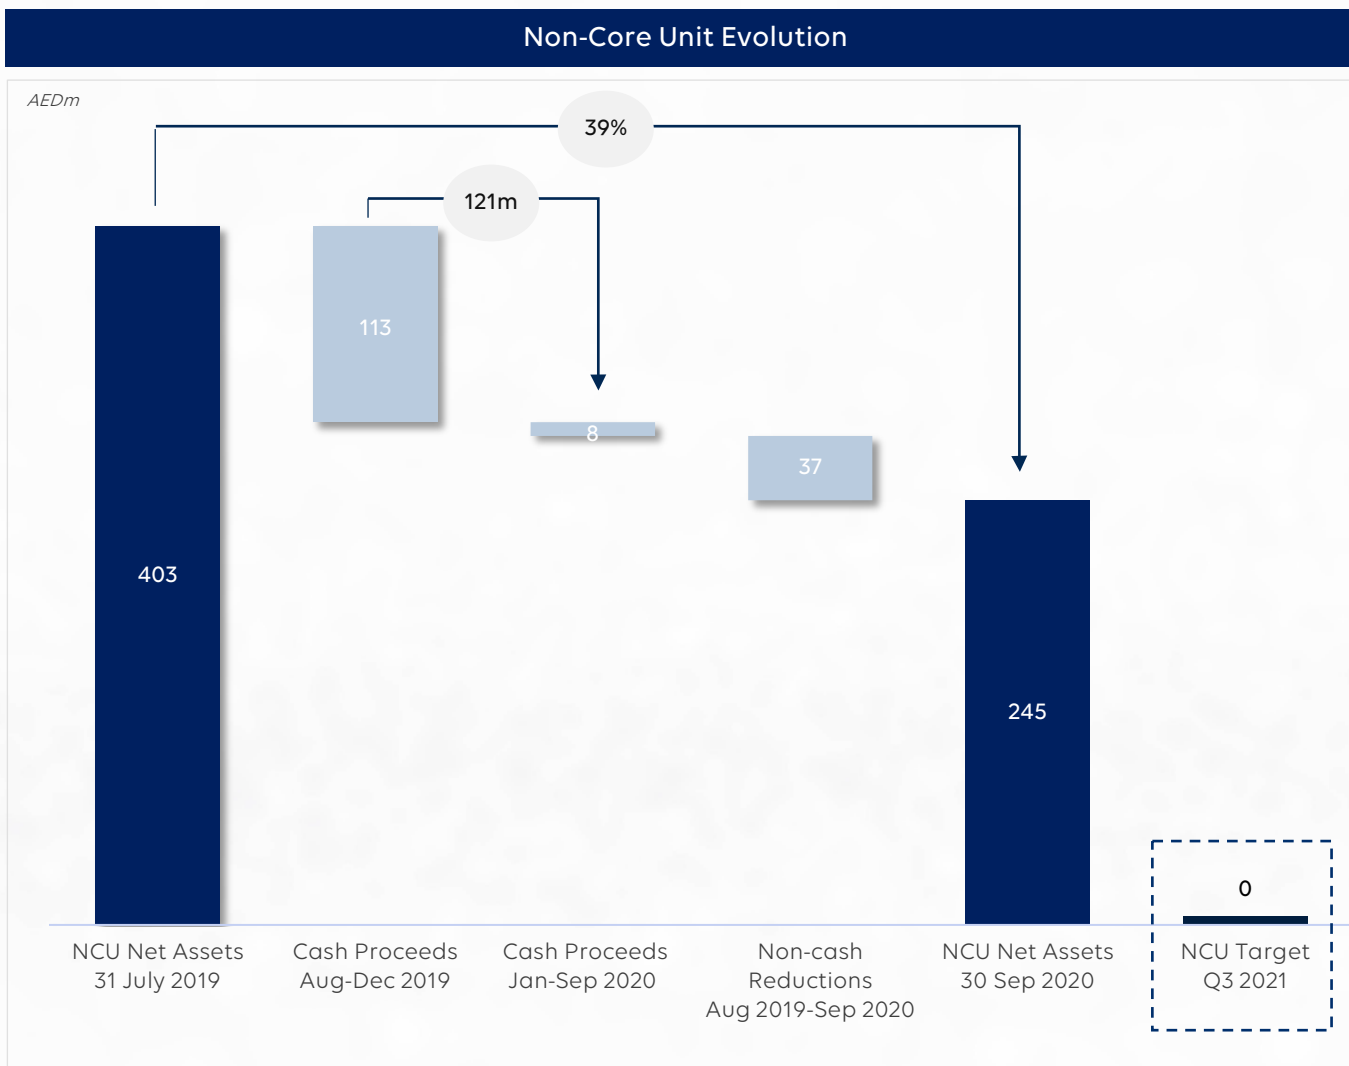 Non-Core Unit Evolution
AEDm
39%
121m
113
8
37
403
245
0
NCU Net Assets
31 July 2019
Cash Proceeds
Aug-Dec 2019
Cash Proceeds
Jan-Sep 2020
Non-cash
Reductions
Aug 2019-Sep 2020
NCU Net Assets
30 Sep 2020
NCU Target
Q3 2021